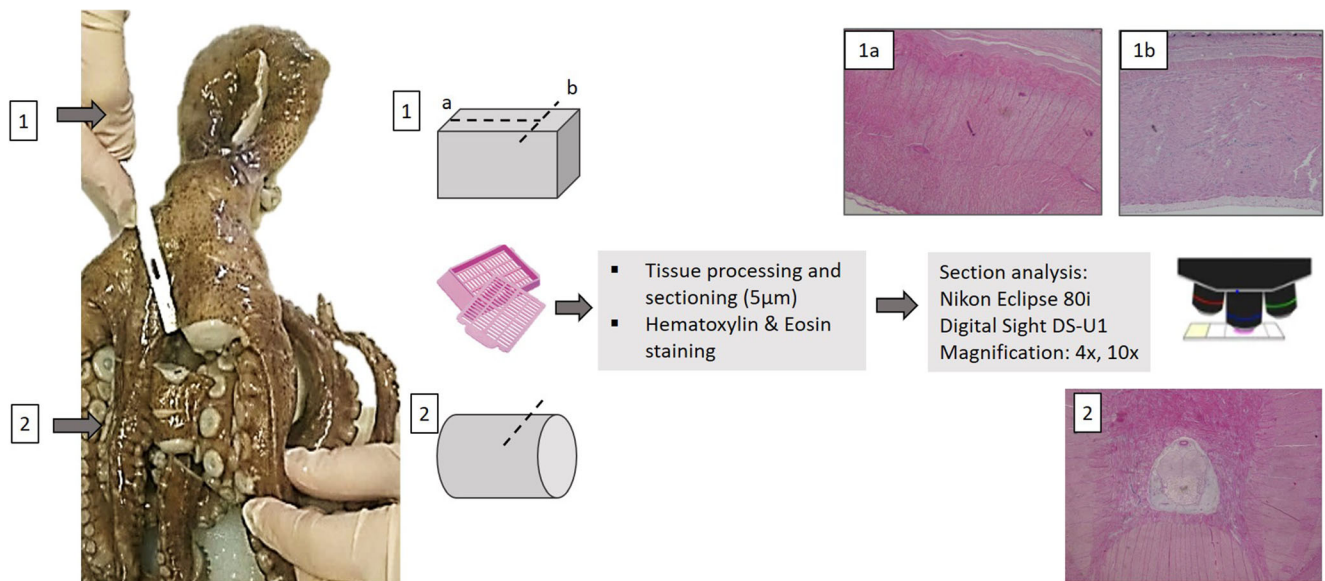 1
2
1
a
b
2
▪ Tissue processing and
sectioning (5µm)
▪ Hematoxylin & Eosin
staining
Section analysis:
Nikon Eclipse 80i
Digital Sight DS-U1
Magnification: 4x, 10x
1a
1b
2